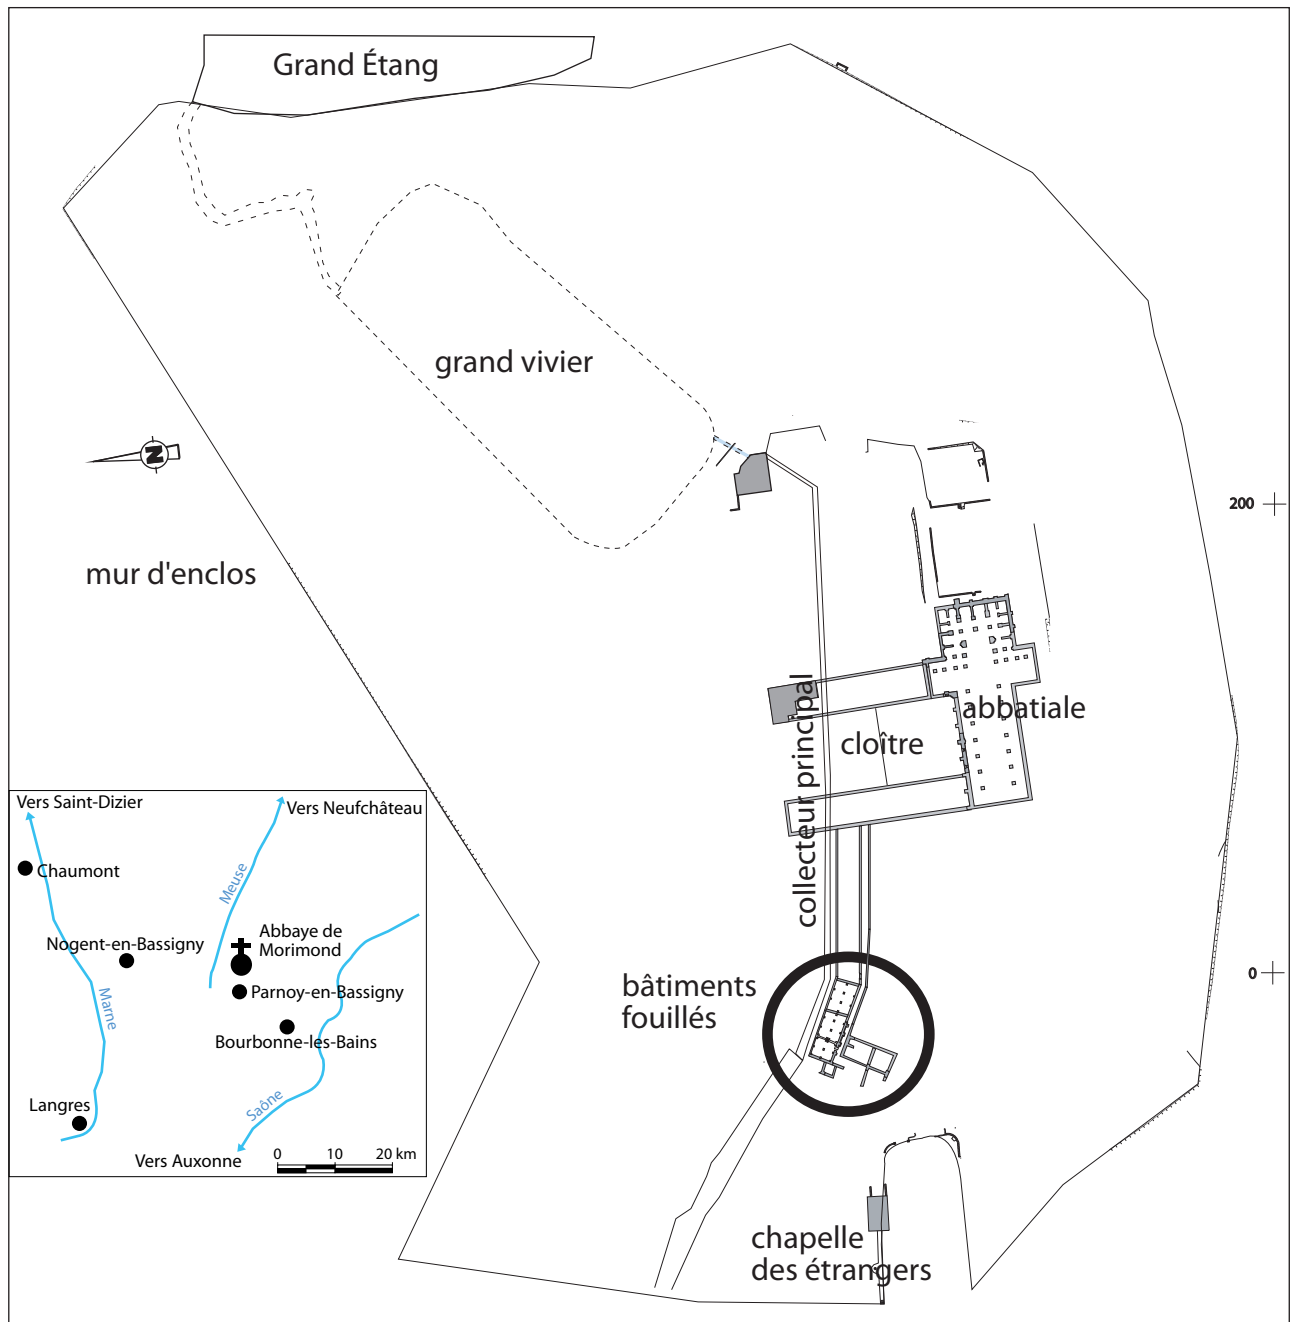 Grand Étang
grand vivier
N
200
mur d'enclos
collecteur principal
cloître
abbatiale
Vers Saint-Dizier
Vers Neufchâteau
Chaumont
Meuse
Nogent-en-Bassigny
Abbaye de
Morimond
Marne
Parnoy-en-Bassigny
Bourbonne-les-Bains
Langres
Saône
Vers Auxonne
0 10 20 km
bâtiments
fouillés
0
chapelle
des étrangers